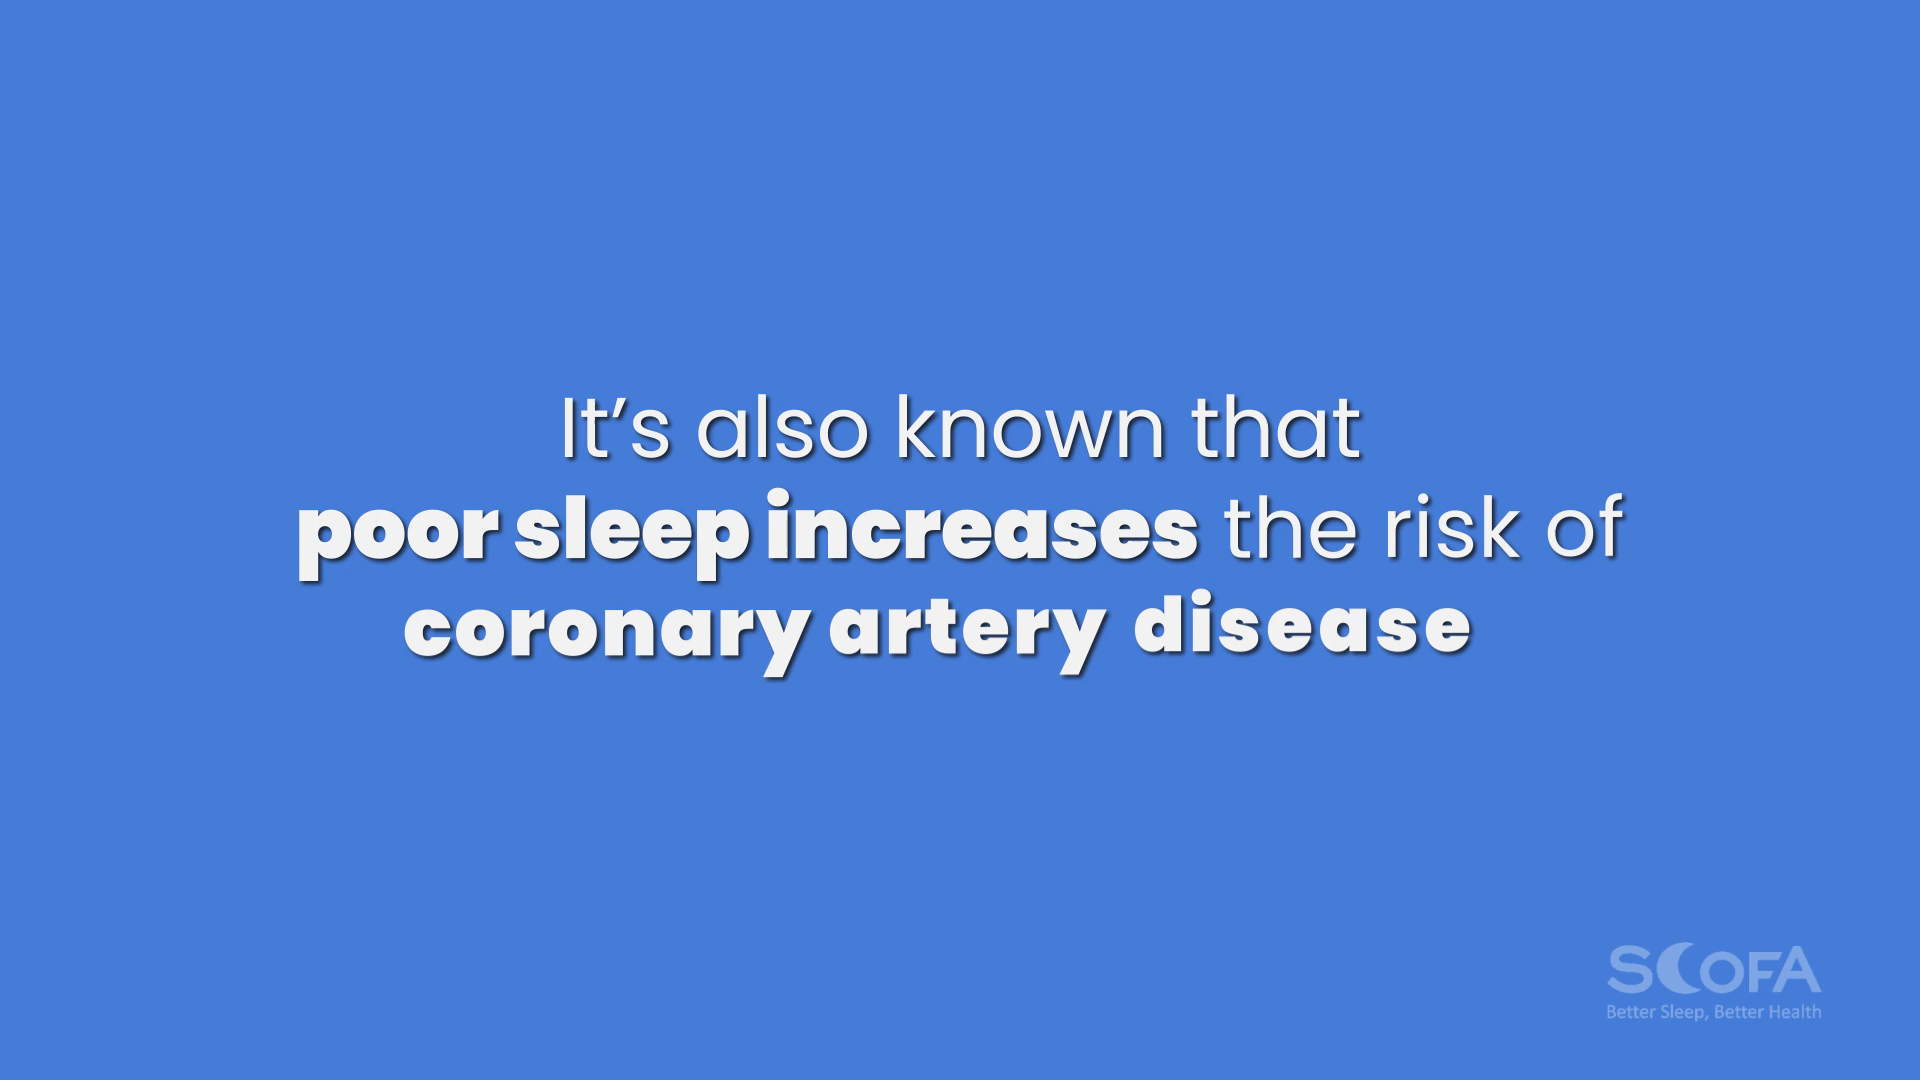 It’s also known that
poor sleep increases the risk of
coronary artery disease
SCOFA
Better Sleep, Better Health